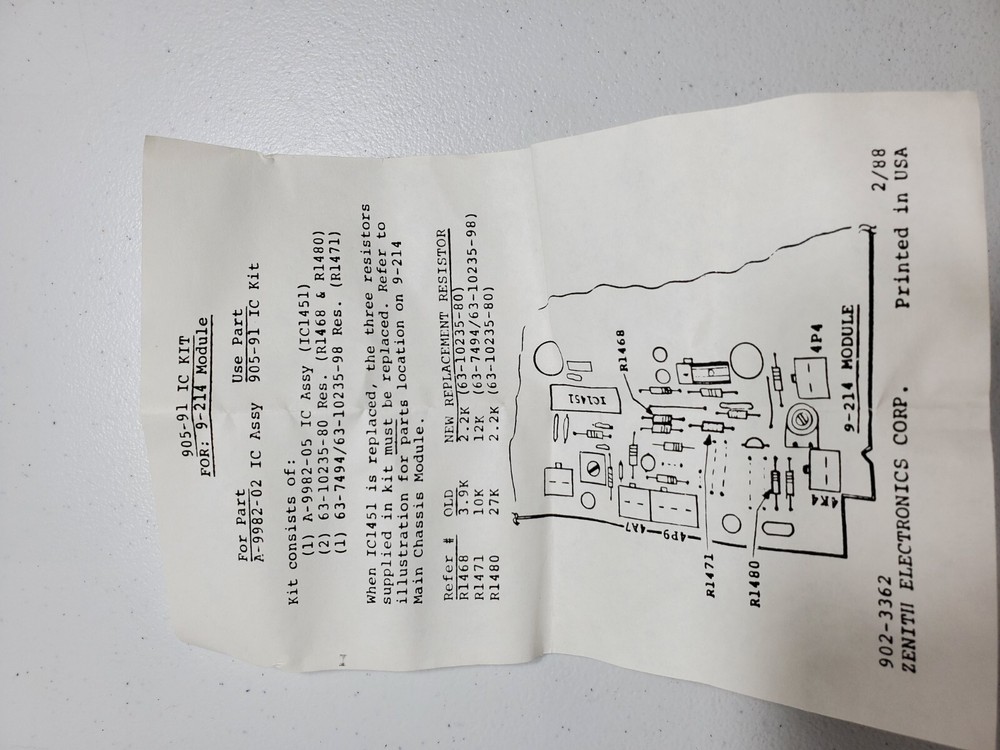 905-91 IC KIT
FOR: 9-214 Module
For Part Use Part
A-9982-02 IC Assy 905-91 IC Kit
Kit consists of:
(1) A-9982-05 IC Assy (IC1451)
(2) 63-10235-80 Res. (R1468 & R1480)
(1) 63-7494/63-10235-98 Res. (R1471)
When IC1451 is replaced, the three resistors
supplied in kit must be replaced. Refer to
illustration for parts location on 9-214
Main Chassis Module.
Refer # OLD NEW REPLACEMENT RESISTOR
R1468 3.9K 2.2K (63-10235-80)
R1471 10K 12K (63-7494/63-10235-98)
R1480 27K 2.2K (63-10235-80)
IC1451
R1468
4A7
4P9
4P4
R1471
R1480
9-214 MODULE
902-3362 2/88
ZENITH ELECTRONICS CORP. Printed in USA